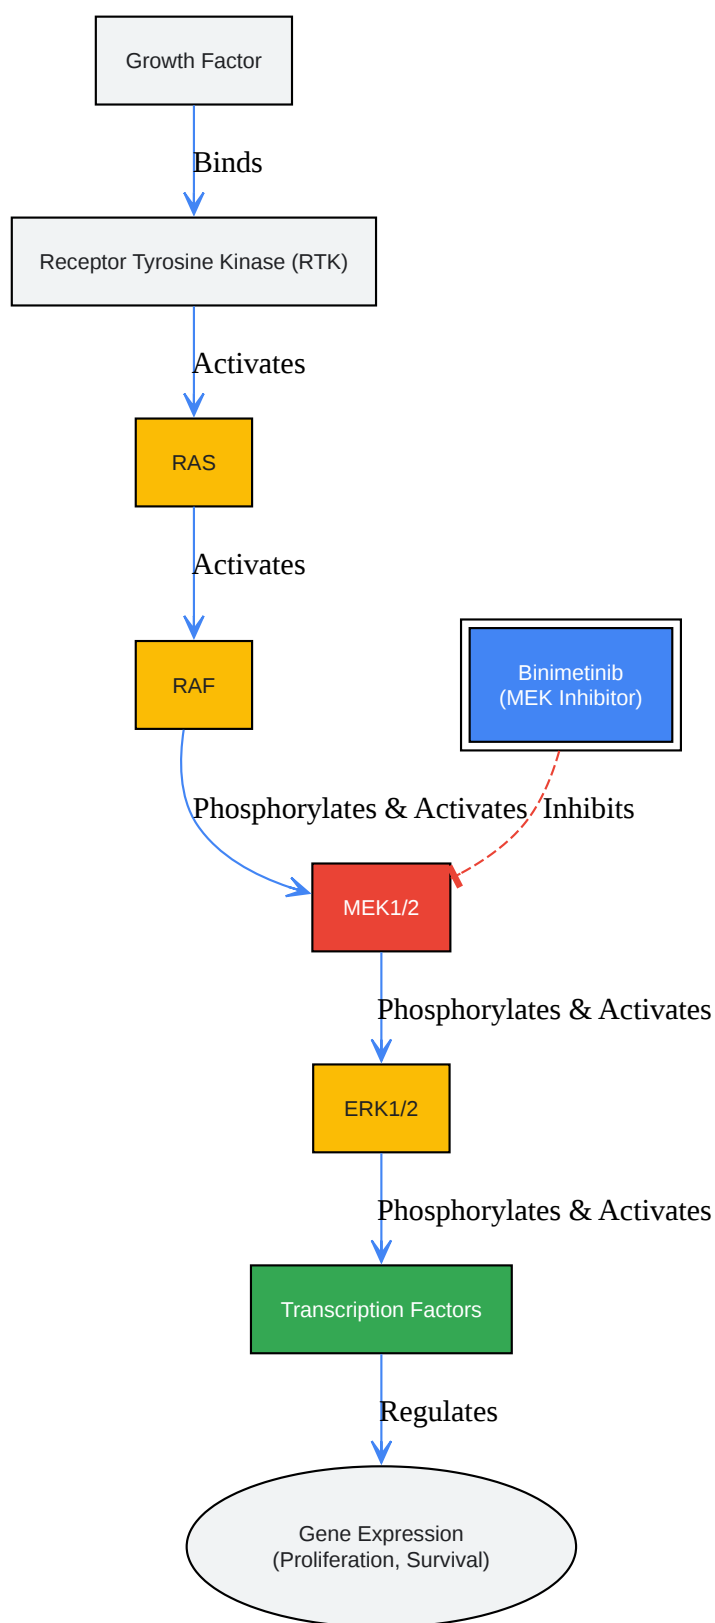 Growth Factor
Binds
Receptor Tyrosine Kinase (RTK)
Activates
RAS
Activates
RAF
Binimetinib
(MEK Inhibitor)
Phosphorylates & Activates
Inhibits
MEK1/2
Phosphorylates & Activates
ERK1/2
Phosphorylates & Activates
Transcription Factors
Regulates
Gene Expression
(Proliferation, Survival)